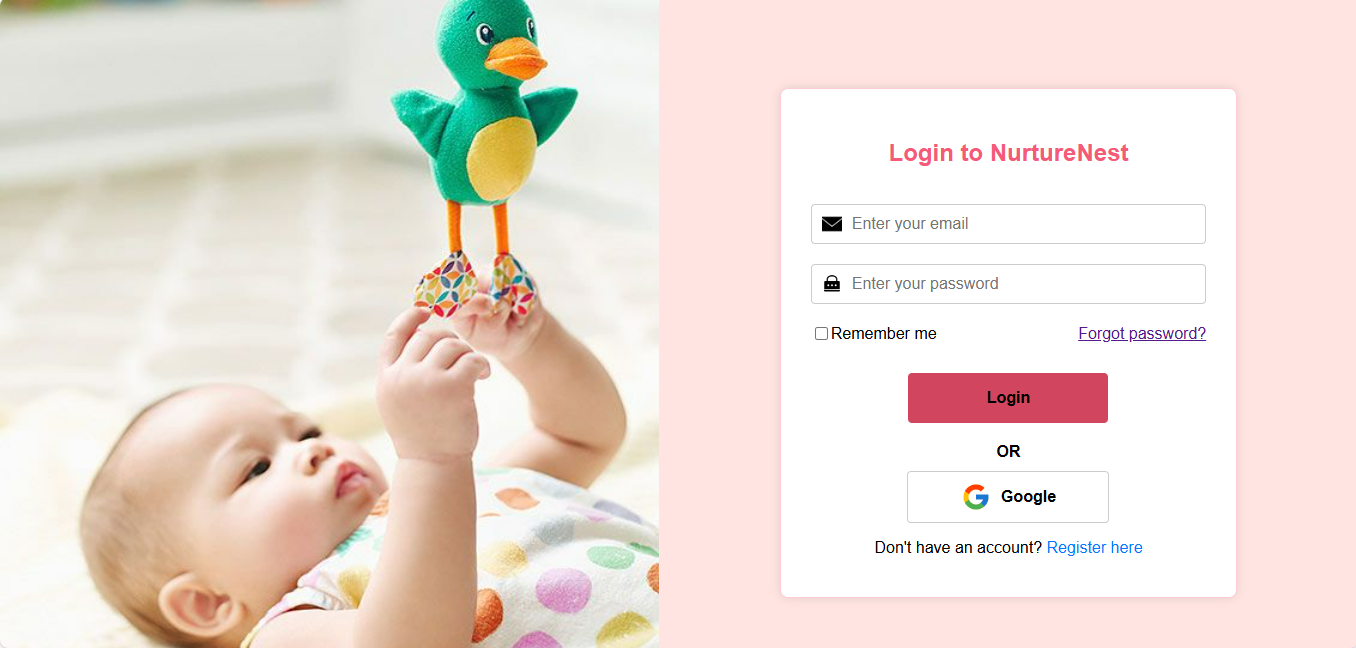 Login to NurtureNest
Enter your email
Enter your password
Remember me Forgot password?
Login
OR
Google
Don't have an account? Register here